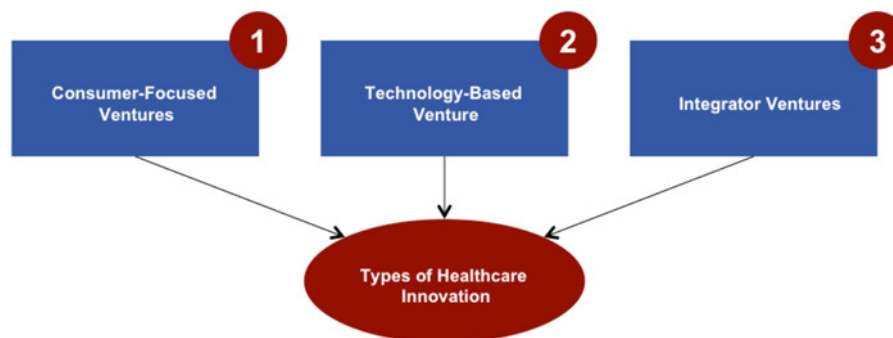 1
Consumer-Focused
Ventures
2
Technology-Based
Venture
3
Integrator Ventures
Types of Healthcare
Innovation